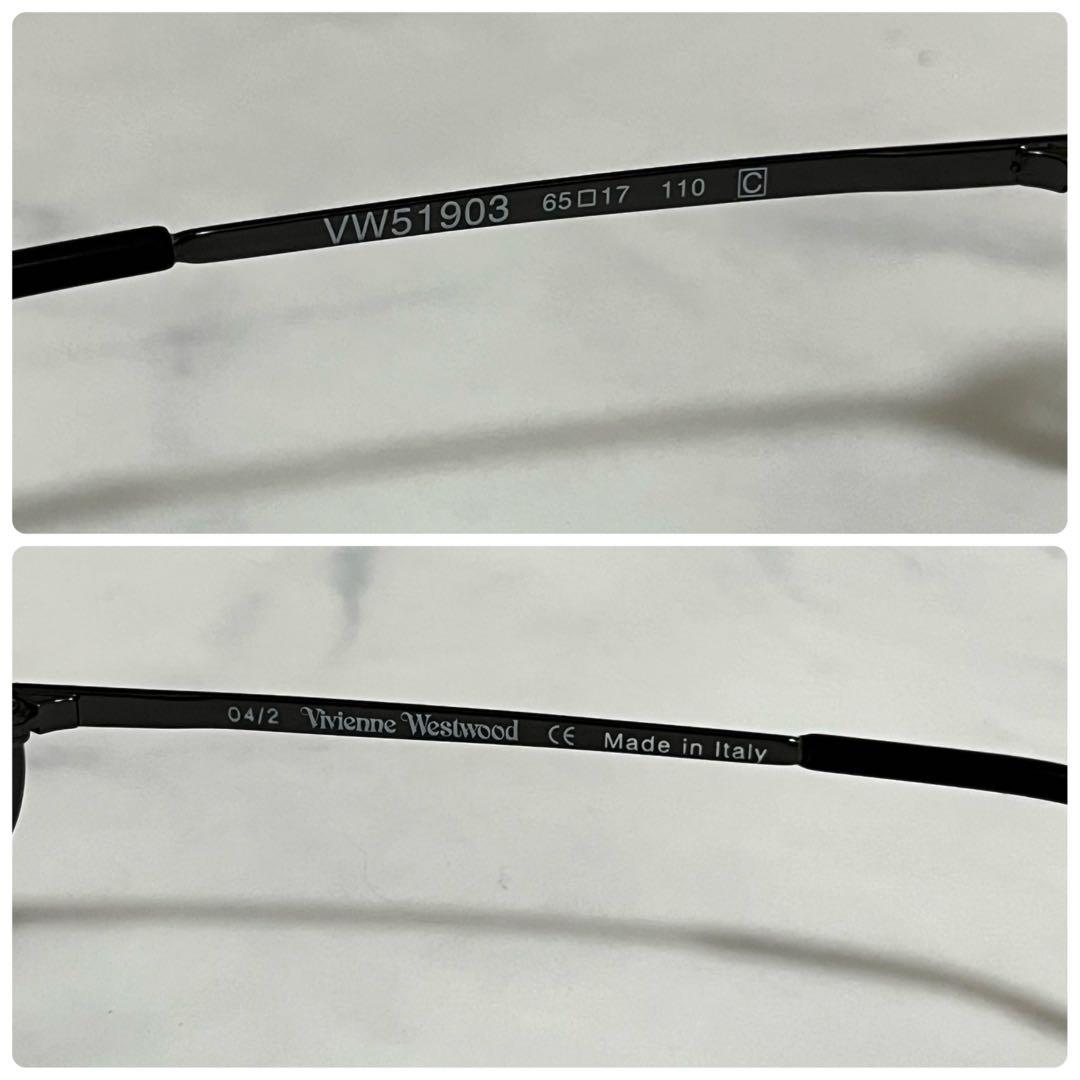 VW51903 65□17 110 C
04/2 Vivienne Westwood CE Made in Italy